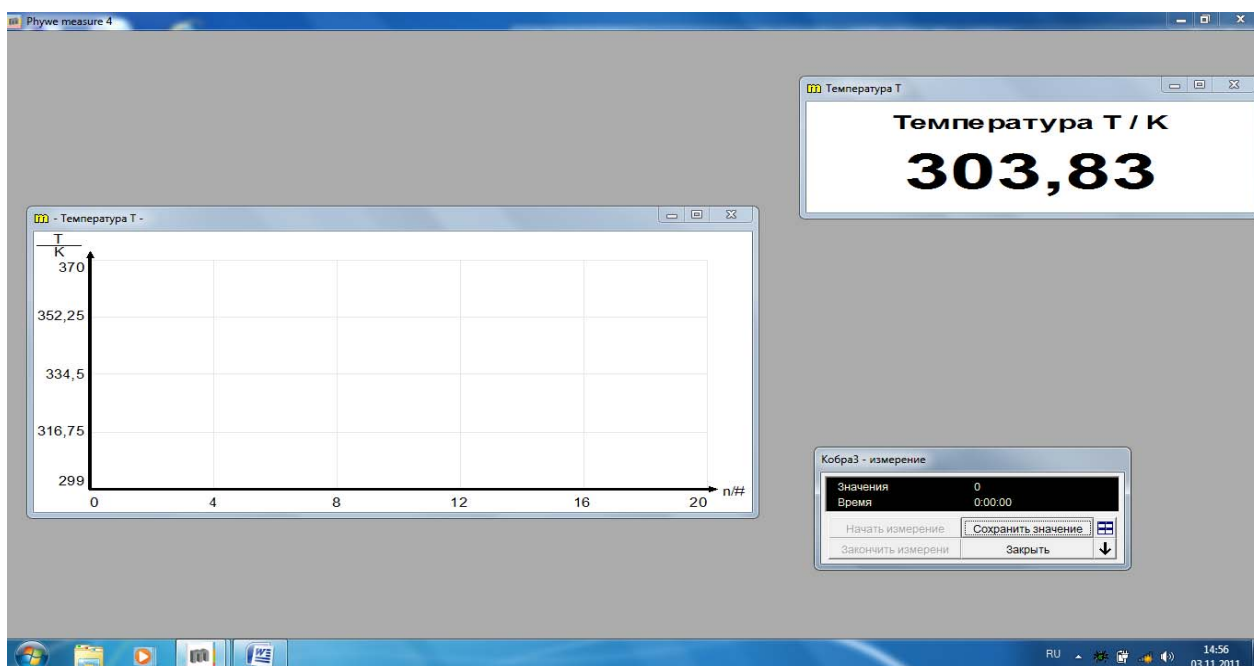 Phywe measure 4
Температура T
Температура T / K
303,83
- Температура T -
T
K
370
352,25
334,5
316,75
299
0 4 8 12 16 20 n/#
Кобра3 - измерение
Значения 0
Время 0:00:00
Начать измерение Сохранить значение
Закончить измерени Закрыть
RU 14:56
03.11.2011